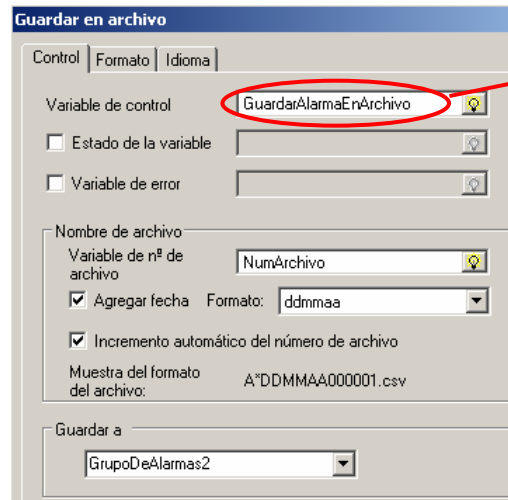 Guardar en archivo
Control Formato Idioma
Variable de control GuardarAlarmaEnArchivo
Estado de la variable
Variable de error
Nombre de archivo
Variable de nº de
archivo NumArchivo
Agregar fecha Formato: ddmmaa
Incremento automático del número de archivo
Muestra del formato
del archivo: A*DDMMAA000001.csv
Guardar a
GrupoDeAlarmas2